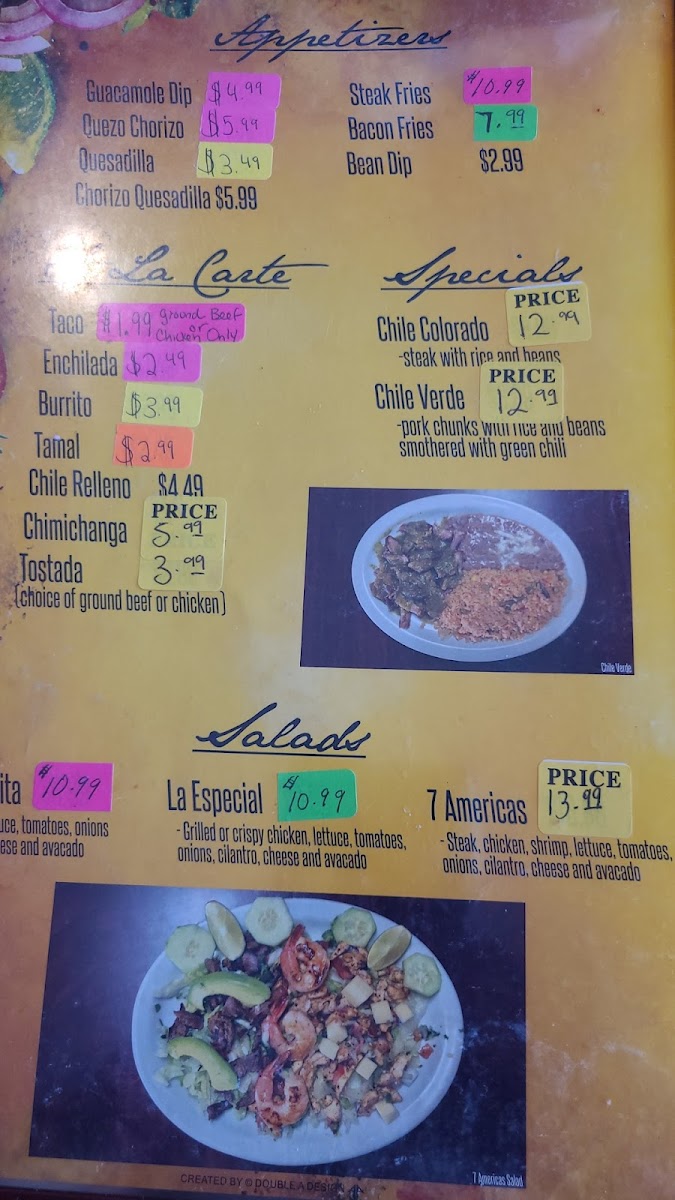 Appetizers
Guacamole Dip $4.99
Quezo Chorizo $5.99
Quesadilla $3.49
Chorizo Quesadilla $5.99
Steak Fries $10.99
Bacon Fries 7.99
Bean Dip $2.99
La Carte
Taco $1.99 Ground Beef or Chicken Only
Enchilada $2.49
Burrito $3.99
Tamal $2.99
Chile Relleno $4.49
Chimichanga PRICE 5.99
Tostada 3.99
(choice of ground beef or chicken)
Specials
Chile Colorado PRICE 12.99
-steak with rice and beans
Chile Verde PRICE 12.99
-pork chunks with rice and beans
smothered with green chili
Chile Verde
Salads
ita $10.99
uce, tomatoes, onions
ese and avacado
La Especial $10.99
- Grilled or crispy chicken, lettuce, tomatoes,
onions, cilantro, cheese and avacado
7 Americas PRICE 13.99
- Steak, chicken, shrimp, lettuce, tomatoes,
onions, cilantro, cheese and avacado
7 Americas Salad
CREATED BY © DOUBLE A DESIGN